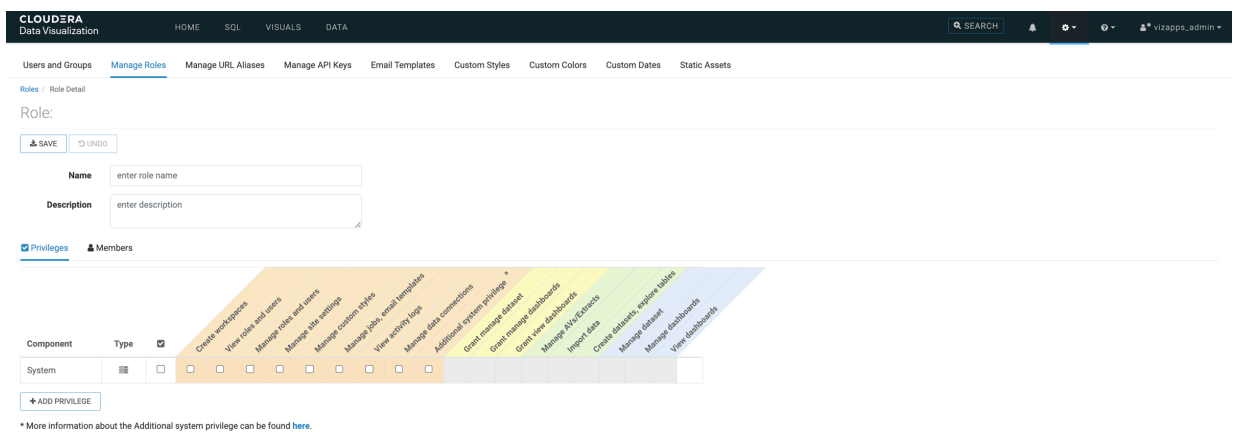 CLOUDERA
Data Visualization
HOME SQL VISUALS DATA
SEARCH
vizapps_admin
Users and Groups Manage Roles Manage URL Aliases Manage API Keys Email Templates Custom Styles Custom Colors Custom Dates Static Assets
Roles / Role Detail
Role:
SAVE UNDO
Name enter role name
Description enter description
Privileges Members
Component Type
Create workspaces
View roles and users
Manage roles and users
Manage site settings
Manage custom styles
Manage jobs, email templates
View activity logs
Manage data connections
Additional system privilege *
Grant manage dataset
Grant manage dashboards
Grant view dashboards
Manage AVs/Extracts
Import data
Create datasets, explore tables
Manage dataset
Manage dashboards
View dashboards
System
+ ADD PRIVILEGE
* More information about the Additional system privilege can be found here.